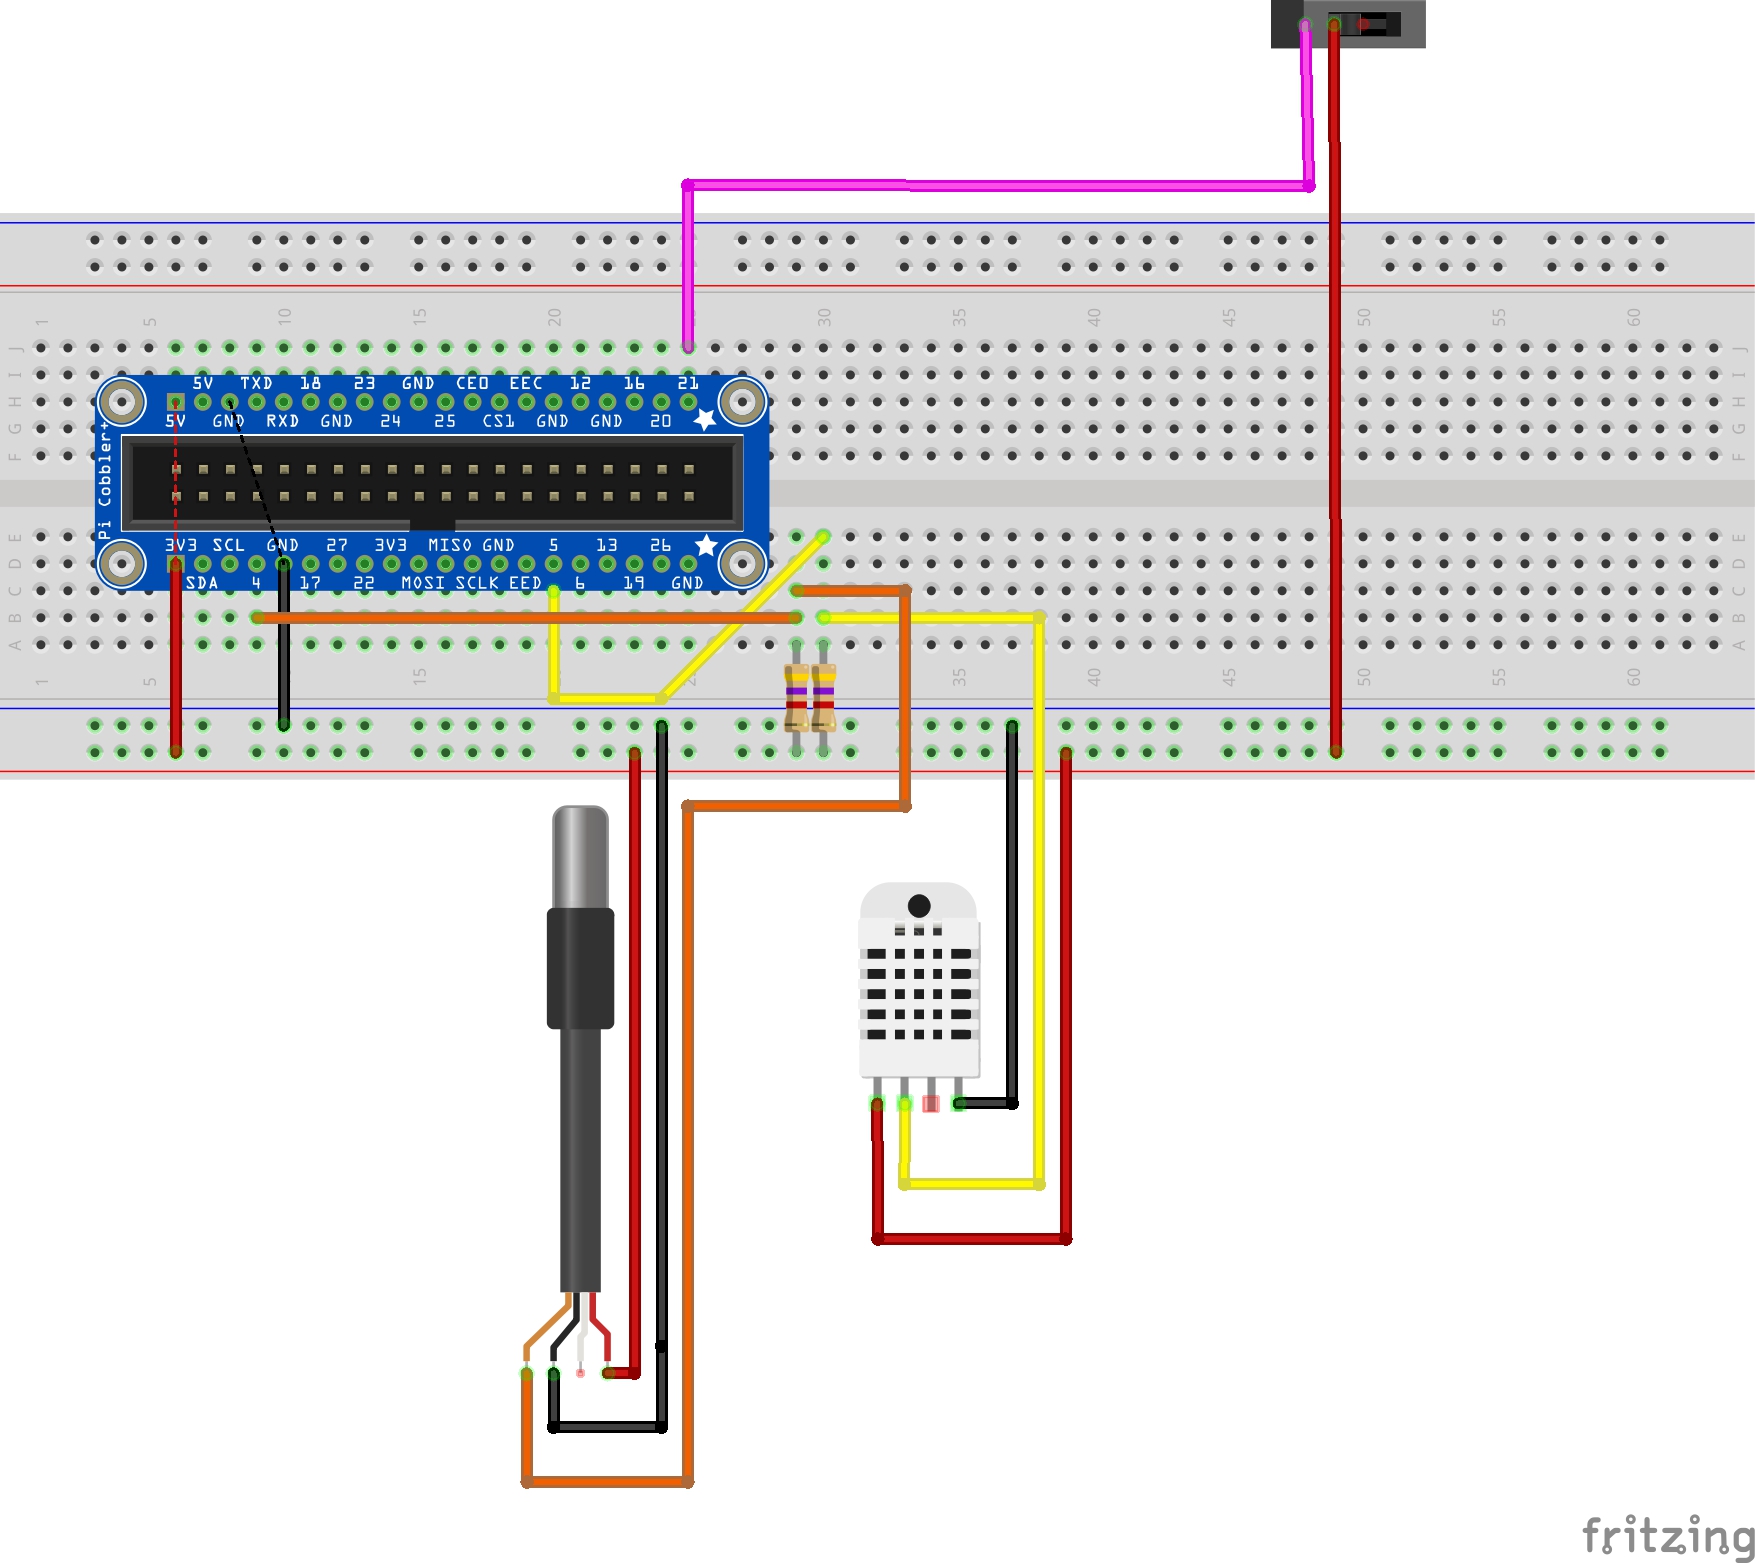 1 5 10 15 20 30 35 40 45 50 55 60
J J
I I
5V TXD 18 23 GND CE0 EEC 12 16 21
H H
5V GND RXD GND 24 25 CS1 GND GND 20
G G
F F
Pi Cobbler+
E E
3V3 SCL GND 27 3V3 MISO GND 5 13 26
D D
SDA 4 17 22 MOSI SCLK EED 6 19 GND
C C
B B
A A
1 5 15 35 40 45 50 55 60
fritzing